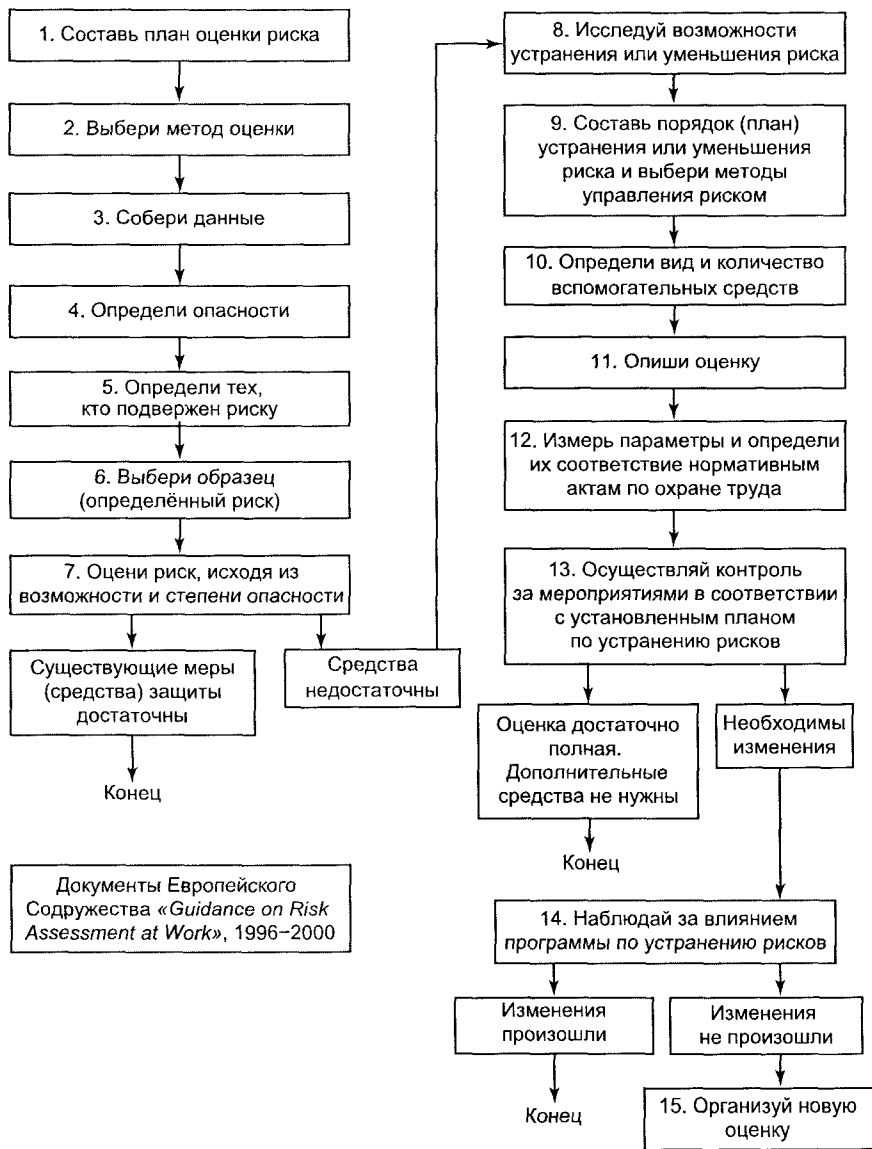 1. Составь план оценки риска
2. Выбери метод оценки
3. Собери данные
4. Определи опасности
5. Определи тех,
кто подвержен риску
6. Выбери образец
(определённый риск)
7. Оцени риск, исходя из
возможности и степени опасности
Существующие меры
(средства) защиты
достаточны
Средства
недостаточны
Конец
Документы Европейского
Содружества «Guidance on Risk
Assessment at Work», 1996–2000
8. Исследуй возможности
устранения или уменьшения риска
9. Составь порядок (план)
устранения или уменьшения
риска и выбери методы
управления риском
10. Определи вид и количество
вспомогательных средств
11. Опиши оценку
12. Измерь параметры и определи
их соответствие нормативным
актам по охране труда
13. Осуществляй контроль
за мероприятиями в соответствии
с установленным планом
по устранению рисков
Оценка достаточно
полная.
Дополнительные
средства не нужны
Конец
Необходимы
изменения
14. Наблюдай за влиянием
программы по устранению рисков
Изменения
произошли
Конец
Изменения
не произошли
15. Организуй новую
оценку